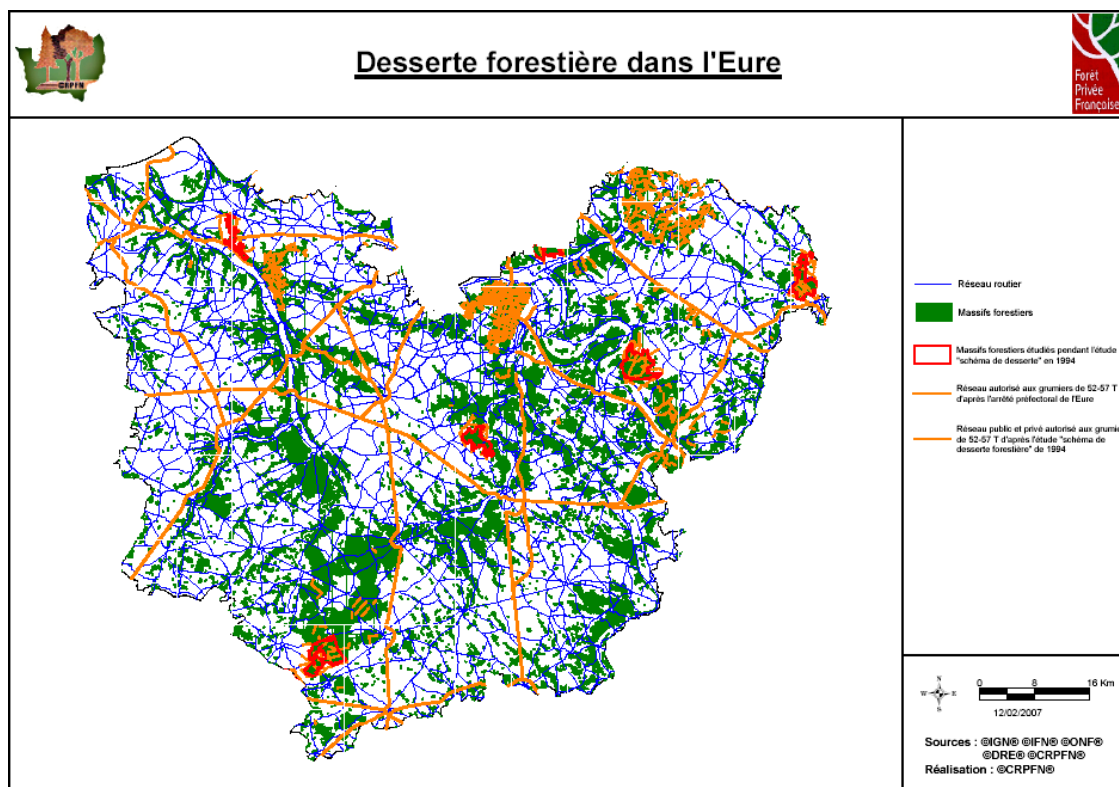 Desserte forestière dans l'Eure
CRPFN
Forêt
Privée
Française
Réseau routier
Massifs forestiers
Massifs forestiers étudiés pendant l'étude
"schéma de desserte" en 1994
Réseau autorisé aux grumiers de 52-57 T
d'après l'arrêté préfectoral de l'Eure
Réseau public et privé autorisé aux grumie
de 52-57 T d'après l'étude "schéma de
desserte forestière" de 1994
N
W E
S
0 8 16 Km
12/02/2007
Sources : ©IGN® ©IFN® ©ONF®
©DRE® ©CRPFN®
Réalisation : ©CRPFN®